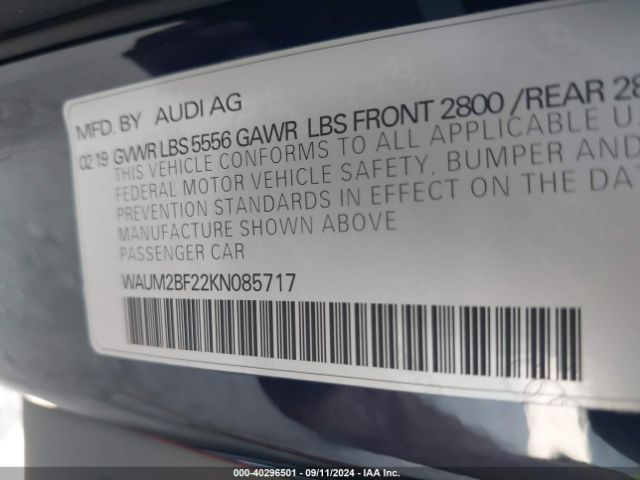 MFD. BY AUDI AG
02 19 GVWR LBS 5556 GAWR LBS FRONT 2800 /REAR
THIS VEHICLE CONFORMS TO ALL APPLICABLE
FEDERAL MOTOR VEHICLE SAFETY, BUMPER AND
PREVENTION STANDARDS IN EFFECT ON THE
MANUFACTURE SHOWN ABOVE
PASSENGER CAR
WAUM2BF22KN085717
000-40296501 - 09/11/2024 - IAA Inc.